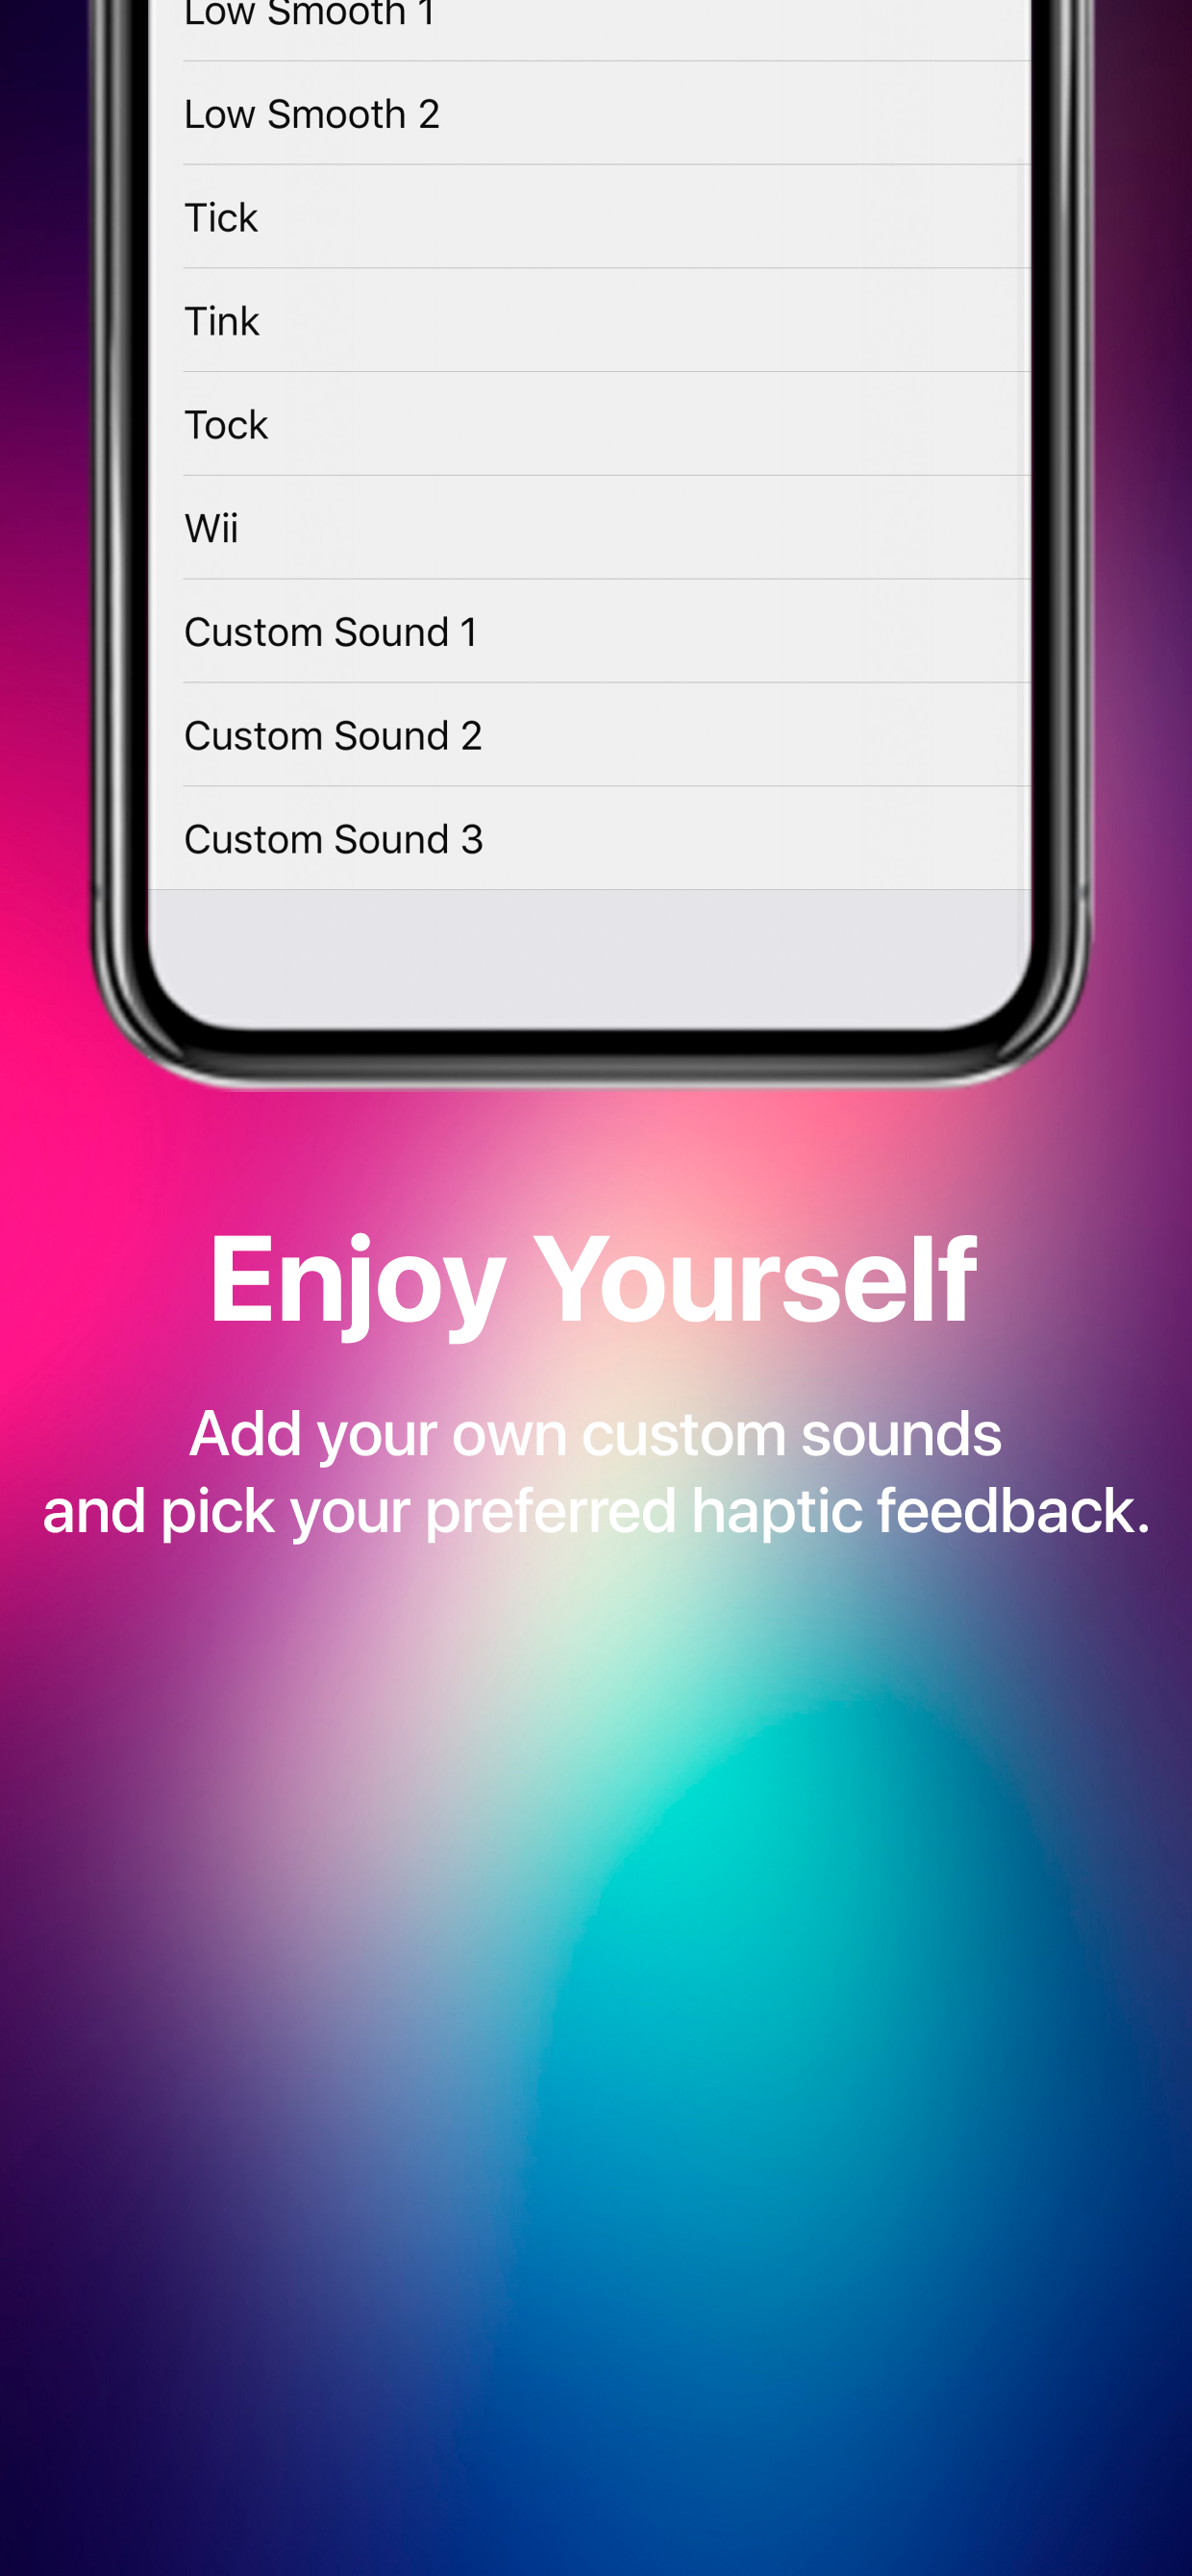 Low Smooth 1
Low Smooth 2
Tick
Tink
Tock
Wii
Custom Sound 1
Custom Sound 2
Custom Sound 3
Enjoy Yourself
Add your own custom sounds
and pick your preferred haptic feedback.